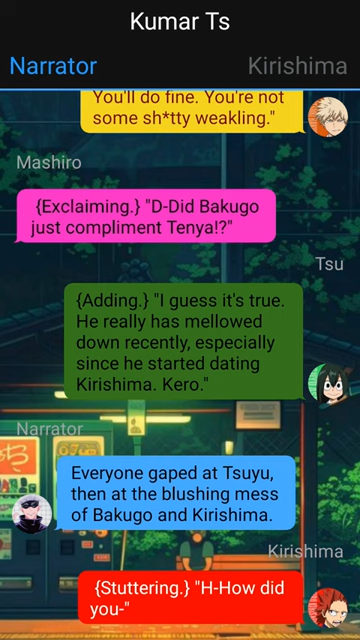 Kumar Ts
Narrator
Kirishima
You'll do fine. You're not
some sh*tty weakling."
Mashiro
{Exclaiming.} "D-Did Bakugo
just compliment Tenya!?"
Tsu
{Adding.} "I guess it's true.
He really has mellowed
down recently, especially
since he started dating
Kirishima. Kero."
Narrator
Everyone gaped at Tsuyu,
then at the blushing mess
of Bakugo and Kirishima.
Kirishima
{Stuttering.} "H-How did
you-"